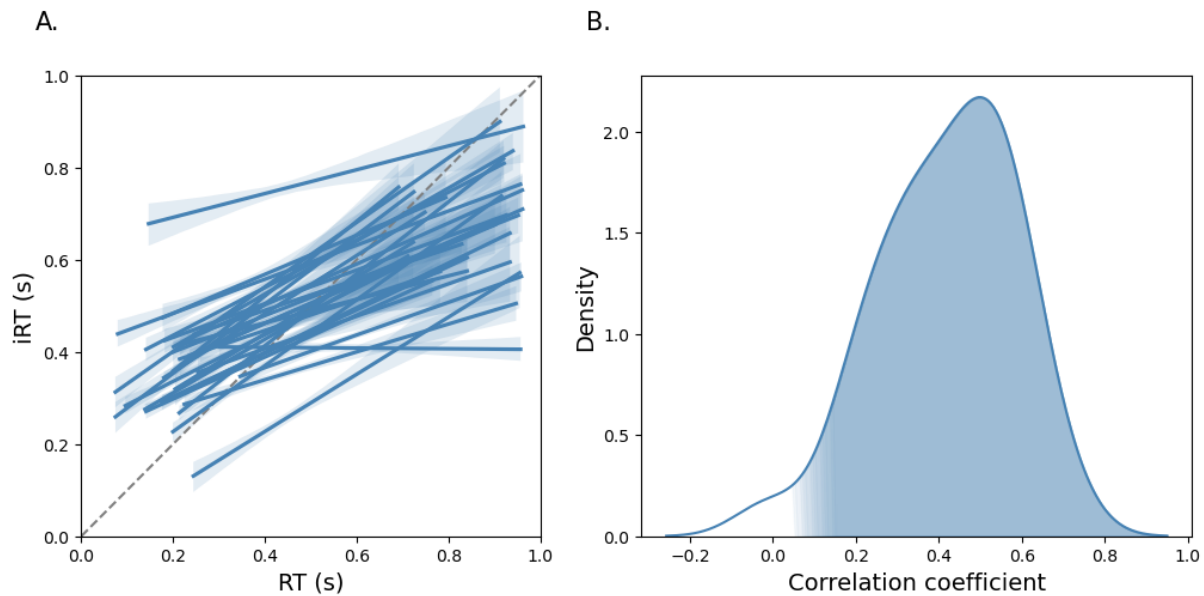 A.
B.
1.0
0.8
0.6
0.4
0.2
0.0
iRT (s)
0.0 0.2 0.4 0.6 0.8 1.0
RT (s)
2.0
1.5
1.0
0.5
0.0
Density
−0.2 0.0 0.2 0.4 0.6 0.8 1.0
Correlation coefficient